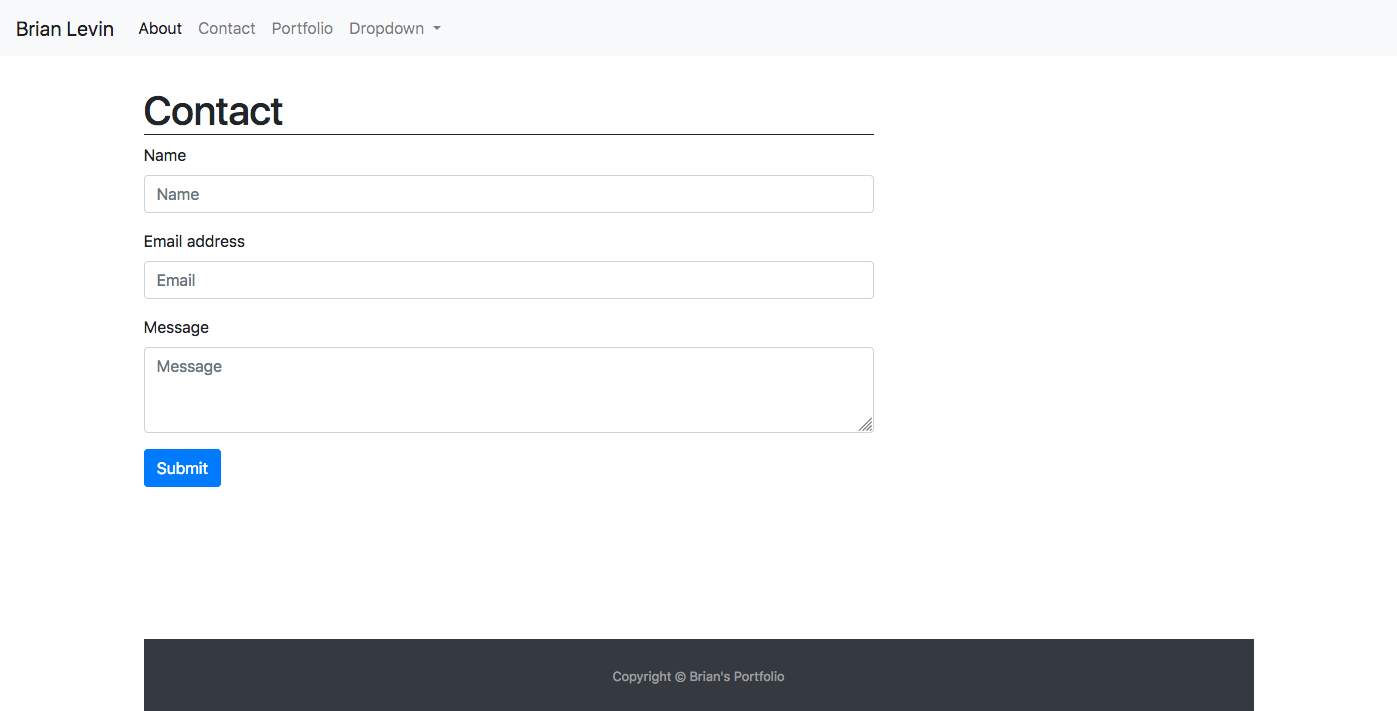 Brian Levin About Contact Portfolio Dropdown
Contact
Name
Name
Email address
Email
Message
Message
Submit
Copyright © Brian's Portfolio